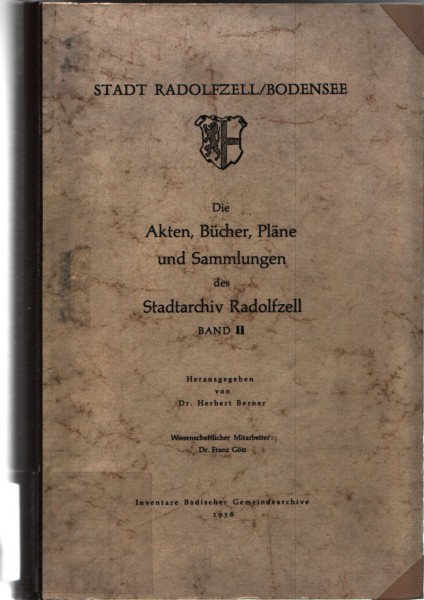 STADT RADOLFZELL/BODENSEE
Die
Akten, Bücher, Pläne
und Sammlungen
des
Stadtarchiv Radolfzell
BAND II
Herausgegeben
von
Dr. Herbert Berner
Wissenschaftlicher Mitarbeiter:
Dr. Franz Götz
Inventare Badischer Gemeindearchive
1956